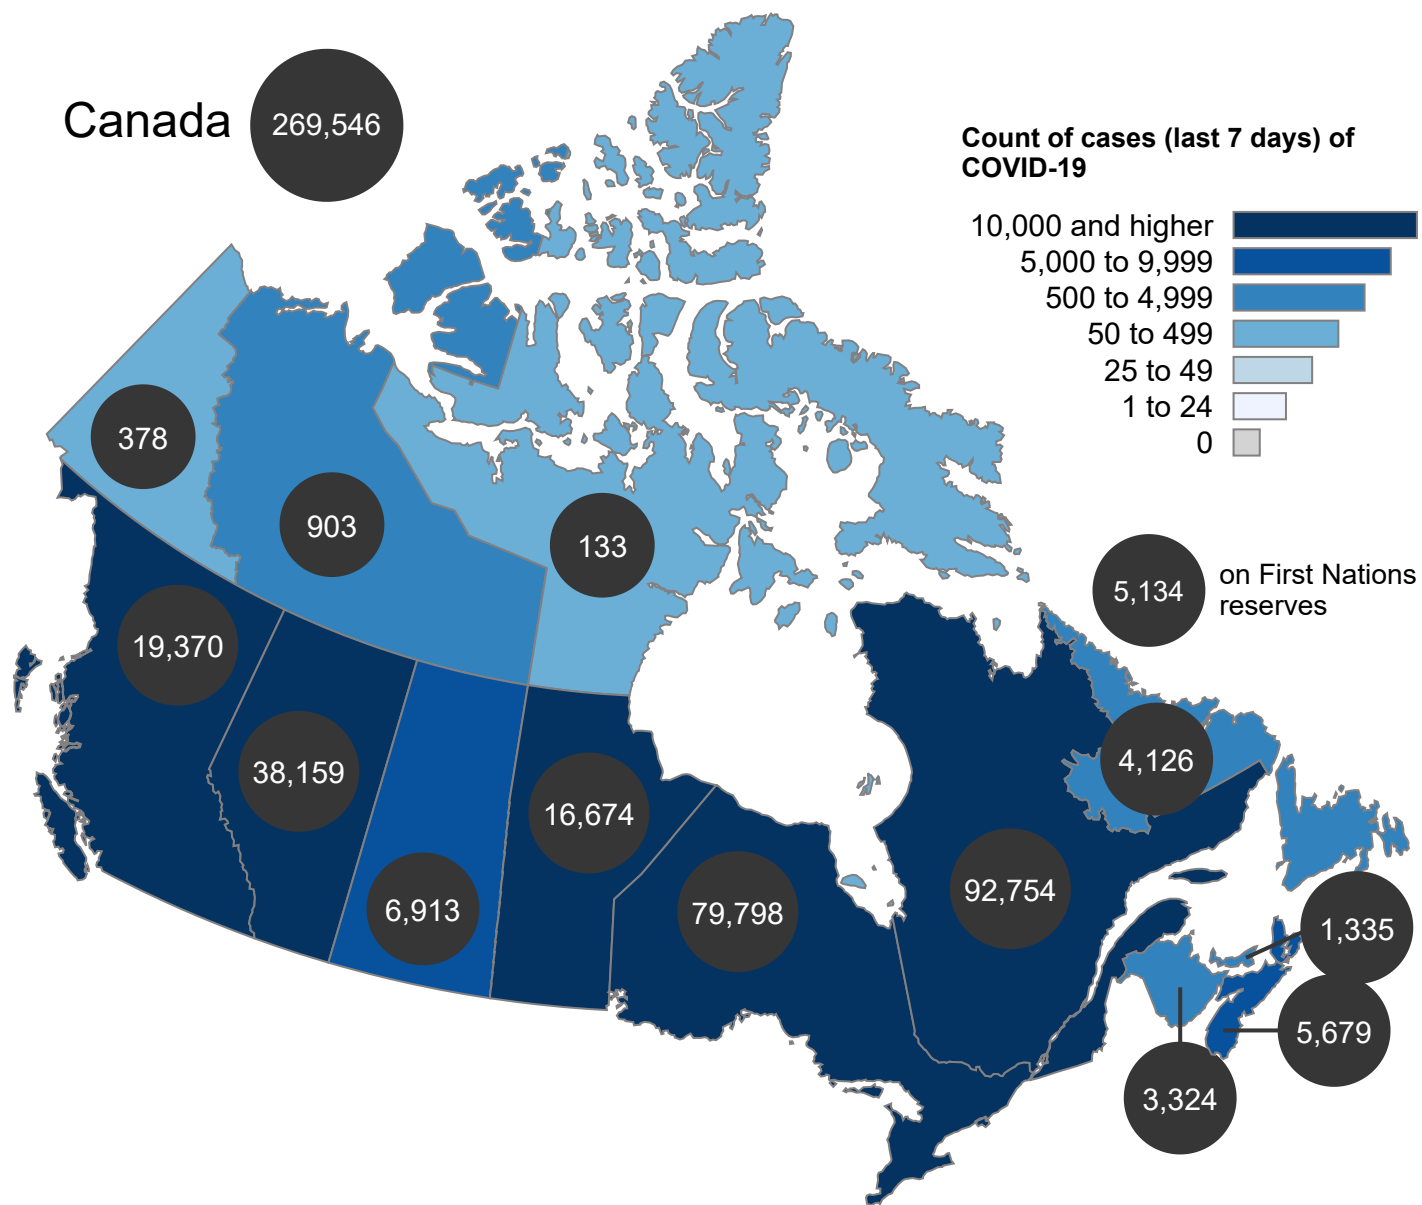 Canada
269,546
Count of cases (last 7 days) of
COVID-19
10,000 and higher
5,000 to 9,999
500 to 4,999
50 to 499
25 to 49
1 to 24
0
378
903
133
5,134
on First Nations
reserves
19,370
38,159
6,913
16,674
79,798
92,754
4,126
1,335
5,679
3,324